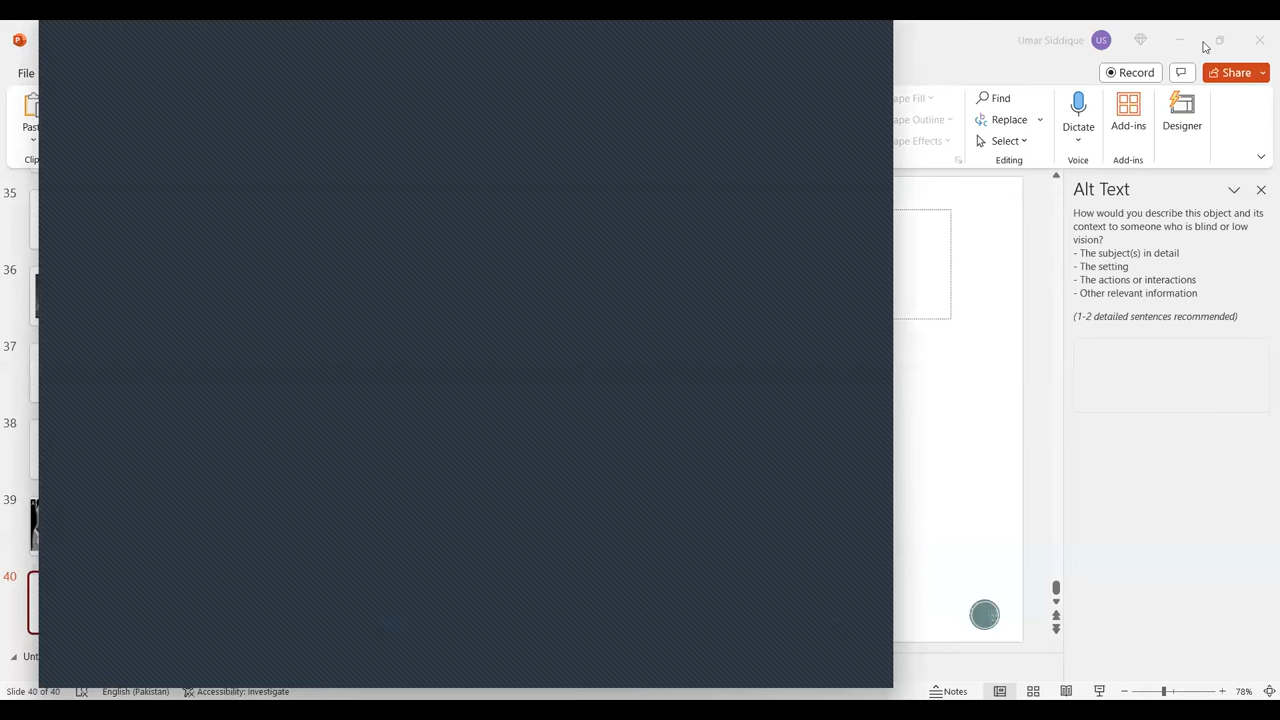 Umar Siddique US
File
Record
Share
Past
Clip
ape Fill
ape Outline
ape Effects
Find
Replace
Select
Editing
Dictate
Voice
Add-ins
Add-ins
Designer
35
36
37
38
39
40
Unt
Alt Text
How would you describe this object and its
context to someone who is blind or low
vision?
- The subject(s) in detail
- The setting
- The actions or interactions
- Other relevant information
(1-2 detailed sentences recommended)
Slide 40 of 40
English (Pakistan)
Accessibility: Investigate
Notes
78%